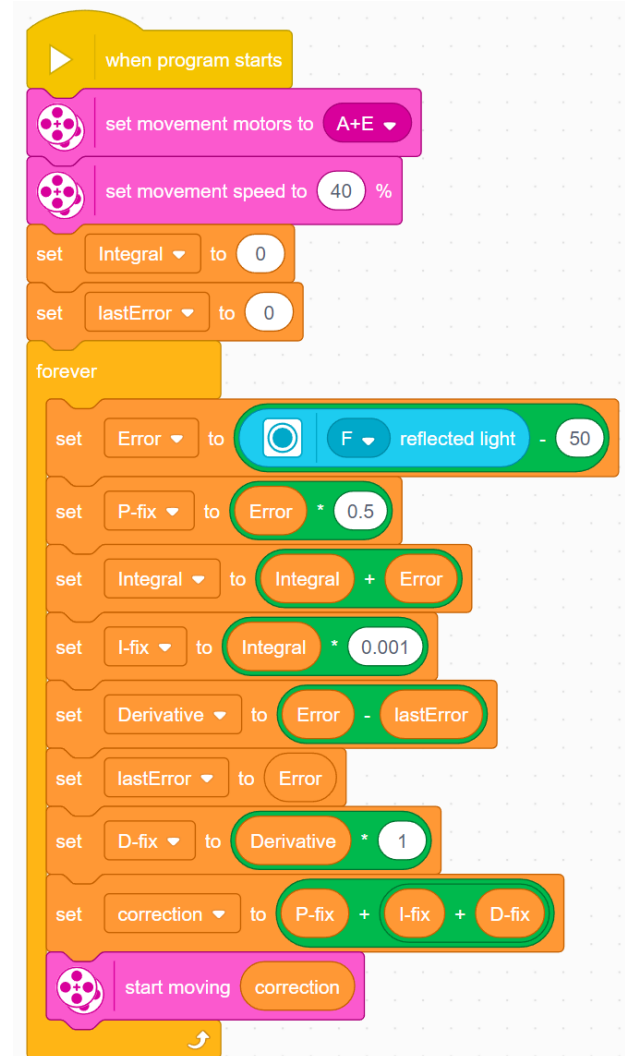 when program starts
set movement motors to A+E
set movement speed to 40 %
set Integral to 0
set lastError to 0
forever
set Error to F reflected light - 50
set P-fix to Error * 0.5
set Integral to Integral + Error
set I-fix to Integral * 0.001
set Derivative to Error - lastError
set lastError to Error
set D-fix to Derivative * 1
set correction to P-fix + I-fix + D-fix
start moving correction